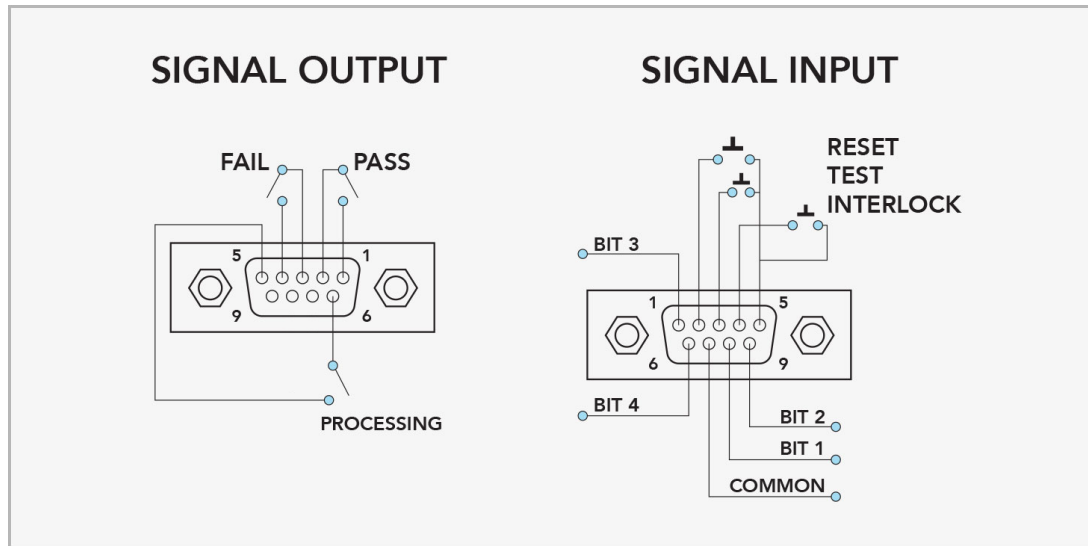 SIGNAL OUTPUT
FAIL
PASS
5
1
9
6
PROCESSING
SIGNAL INPUT
RESET
TEST
INTERLOCK
BIT 3
1
5
6
9
BIT 4
BIT 2
BIT 1
COMMON